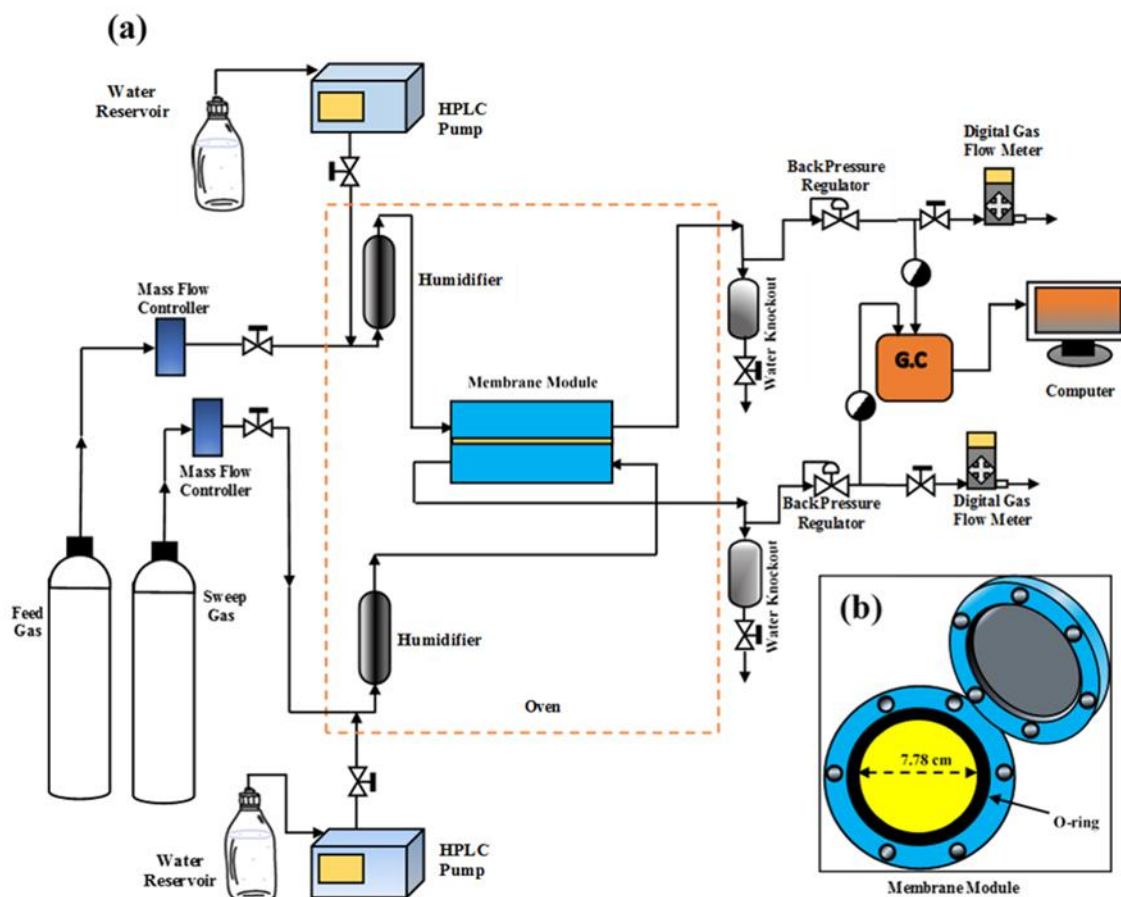 (a)
Water
Reservoir
HPLC
Pump
Digital Gas
Flow Meter
BackPressure
Regulator
Humidifier
Mass Flow
Controller
Water Knockout
G.C
Computer
Membrane Module
Mass Flow
Controller
BackPressure
Regulator
Digital Gas
Flow Meter
Feed
Gas
Sweep
Gas
Humidifier
Water Knockout
Oven
(b)
7.78 cm
O-ring
Water
Reservoir
HPLC
Pump
Membrane Module